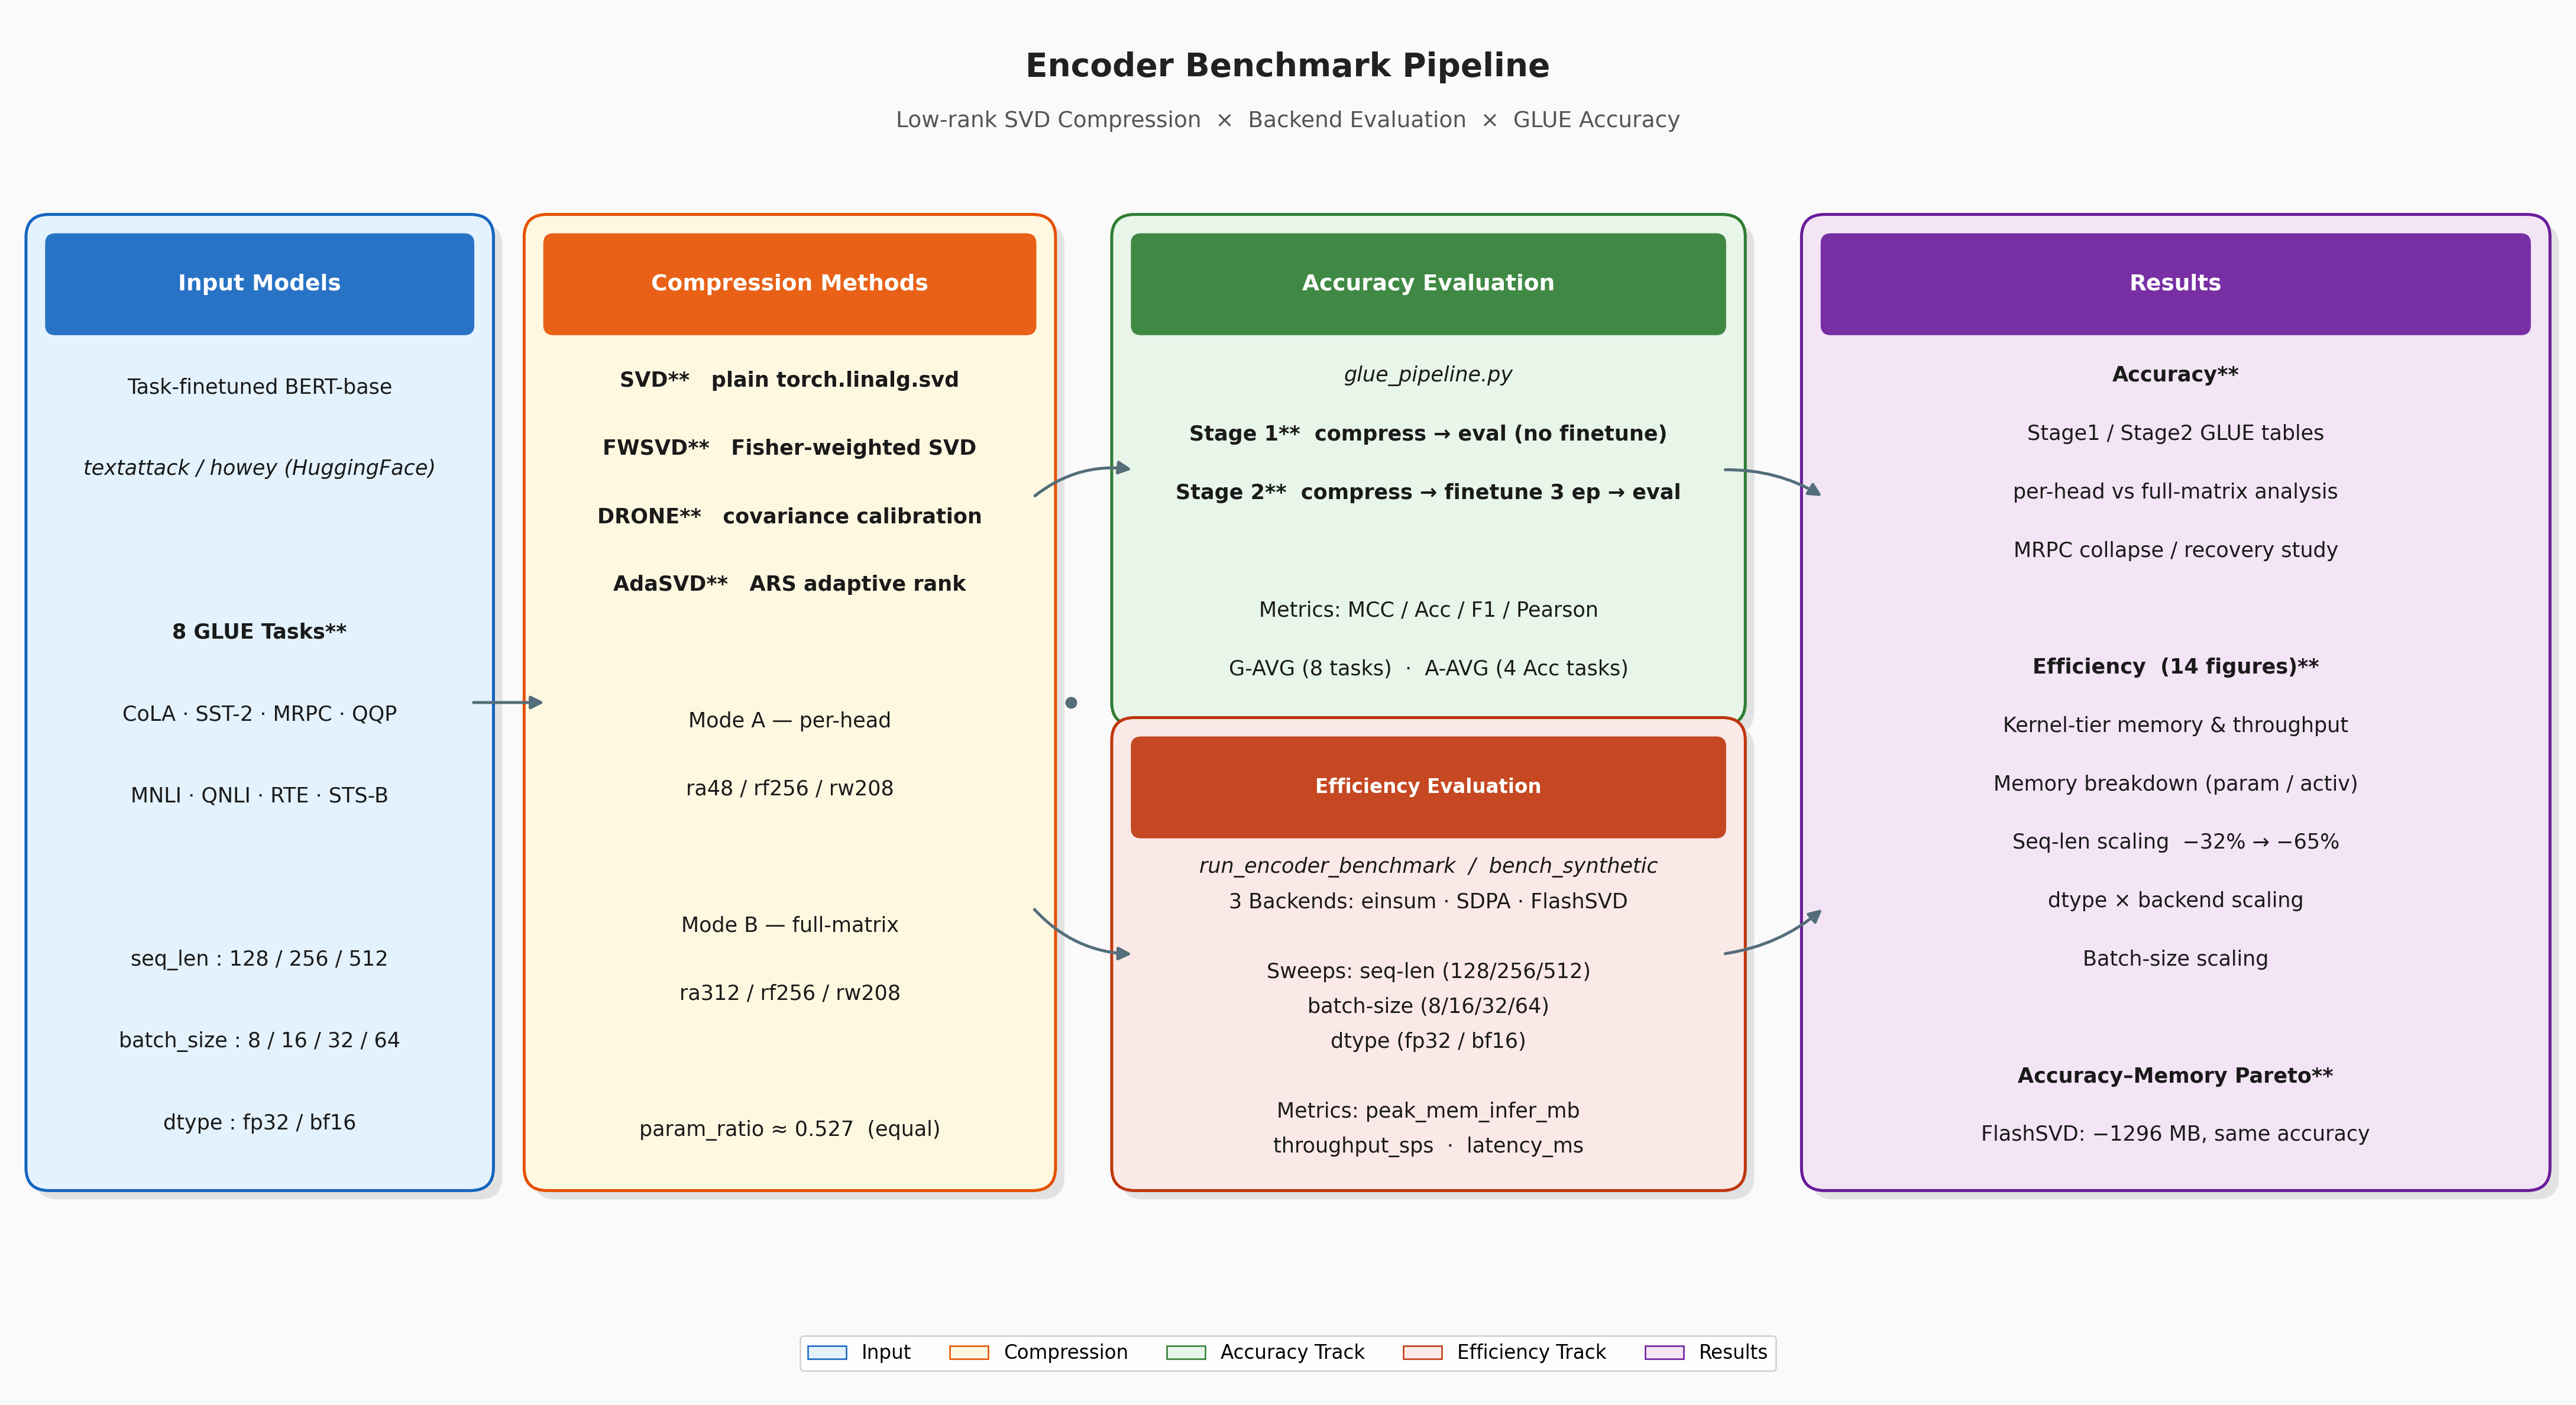 Encoder Benchmark Pipeline
Low-rank SVD Compression × Backend Evaluation × GLUE Accuracy
Input Models
Task-finetuned BERT-base
textattack / howey (HuggingFace)
8 GLUE Tasks**
CoLA · SST-2 · MRPC · QQP
MNLI · QNLI · RTE · STS-B
seq_len : 128 / 256 / 512
batch_size : 8 / 16 / 32 / 64
dtype : fp32 / bf16
Compression Methods
SVD** plain torch.linalg.svd
FWSVD** Fisher-weighted SVD
DRONE** covariance calibration
AdaSVD** ARS adaptive rank
Mode A — per-head
ra48 / rf256 / rw208
Mode B — full-matrix
ra312 / rf256 / rw208
param_ratio ≈ 0.527 (equal)
Accuracy Evaluation
glue_pipeline.py
Stage 1** compress → eval (no finetune)
Stage 2** compress → finetune 3 ep → eval
Metrics: MCC / Acc / F1 / Pearson
G-AVG (8 tasks) · A-AVG (4 Acc tasks)
Efficiency Evaluation
run_encoder_benchmark / bench_synthetic
3 Backends: einsum · SDPA · FlashSVD
Sweeps: seq-len (128/256/512)
batch-size (8/16/32/64)
dtype (fp32 / bf16)
Metrics: peak_mem_infer_mb
throughput_sps · latency_ms
Results
Accuracy**
Stage1 / Stage2 GLUE tables
per-head vs full-matrix analysis
MRPC collapse / recovery study
Efficiency (14 figures)**
Kernel-tier memory & throughput
Memory breakdown (param / activ)
Seq-len scaling −32% → −65%
dtype × backend scaling
Batch-size scaling
Accuracy–Memory Pareto**
FlashSVD: −1296 MB, same accuracy
Input
Compression
Accuracy Track
Efficiency Track
Results